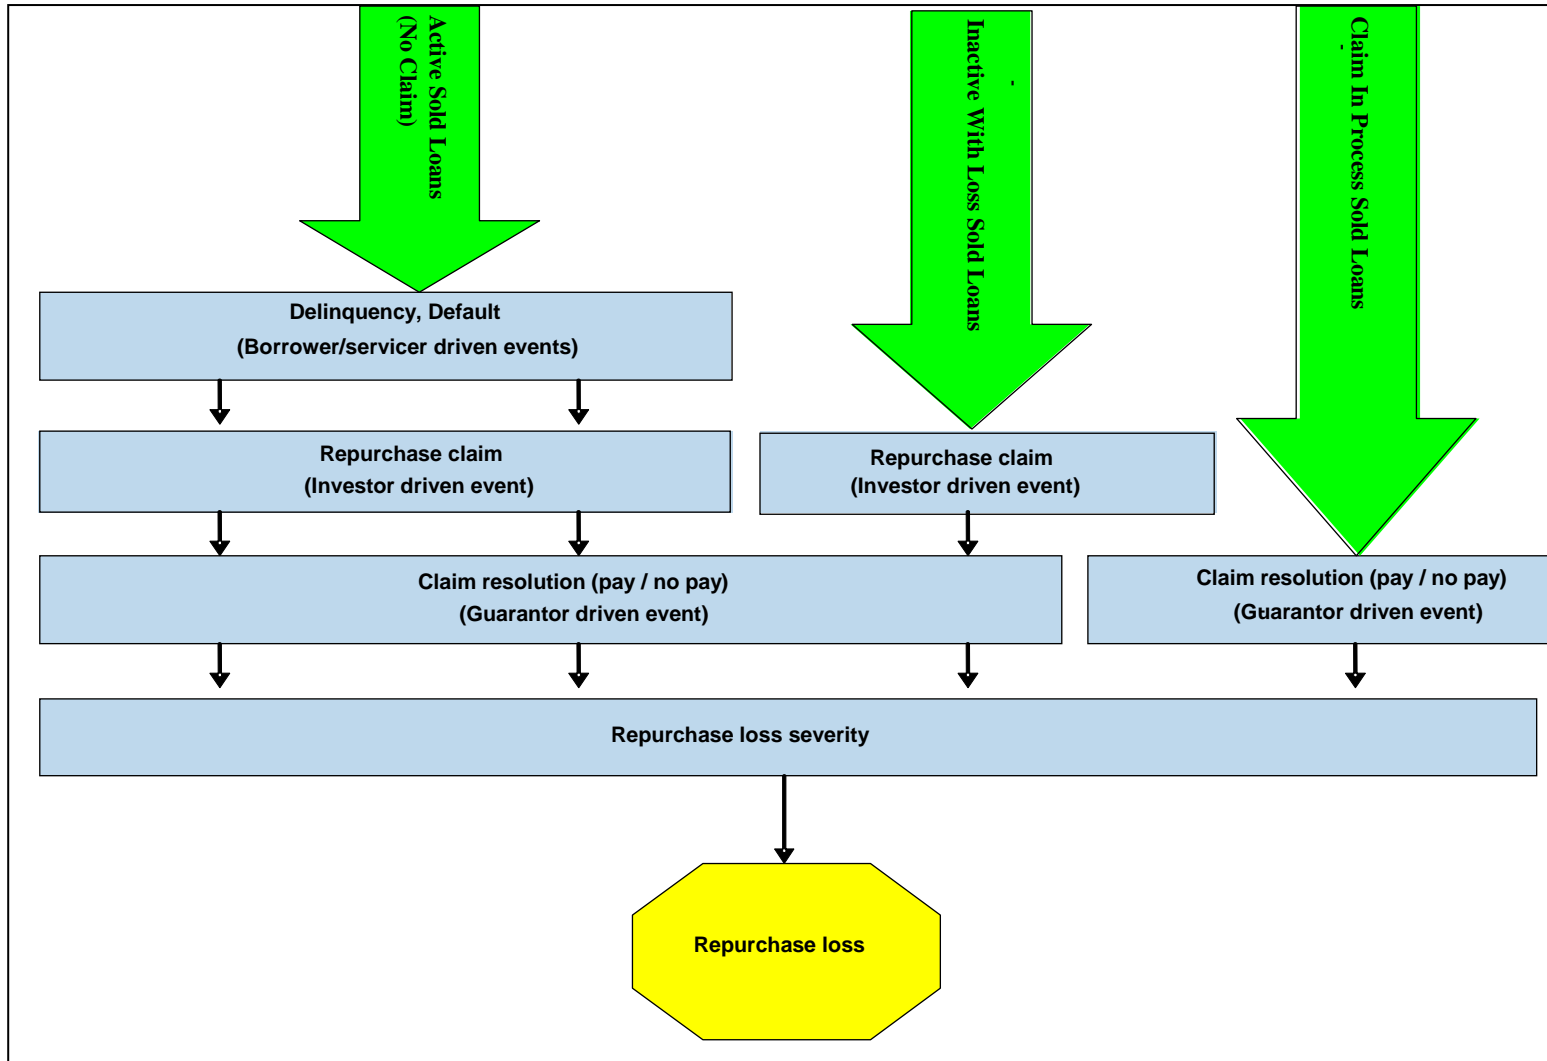 Active Sold Loans
(No Claim)
Inactive With Loss Sold Loans
Claim In Process Sold Loans
Delinquency, Default
(Borrower/servicer driven events)
Repurchase claim
(Investor driven event)
Repurchase claim
(Investor driven event)
Claim resolution (pay / no pay)
(Guarantor driven event)
Claim resolution (pay / no pay)
(Guarantor driven event)
Repurchase loss severity
Repurchase loss